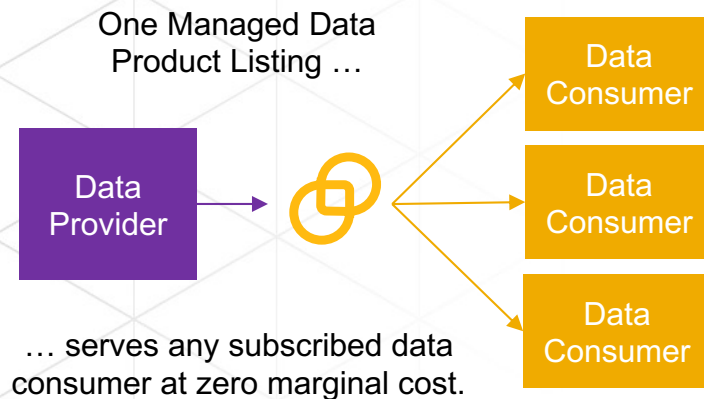 One Managed Data
Product Listing …
Data
Provider
Data
Consumer
Data
Consumer
Data
Consumer
… serves any subscribed data
consumer at zero marginal cost.